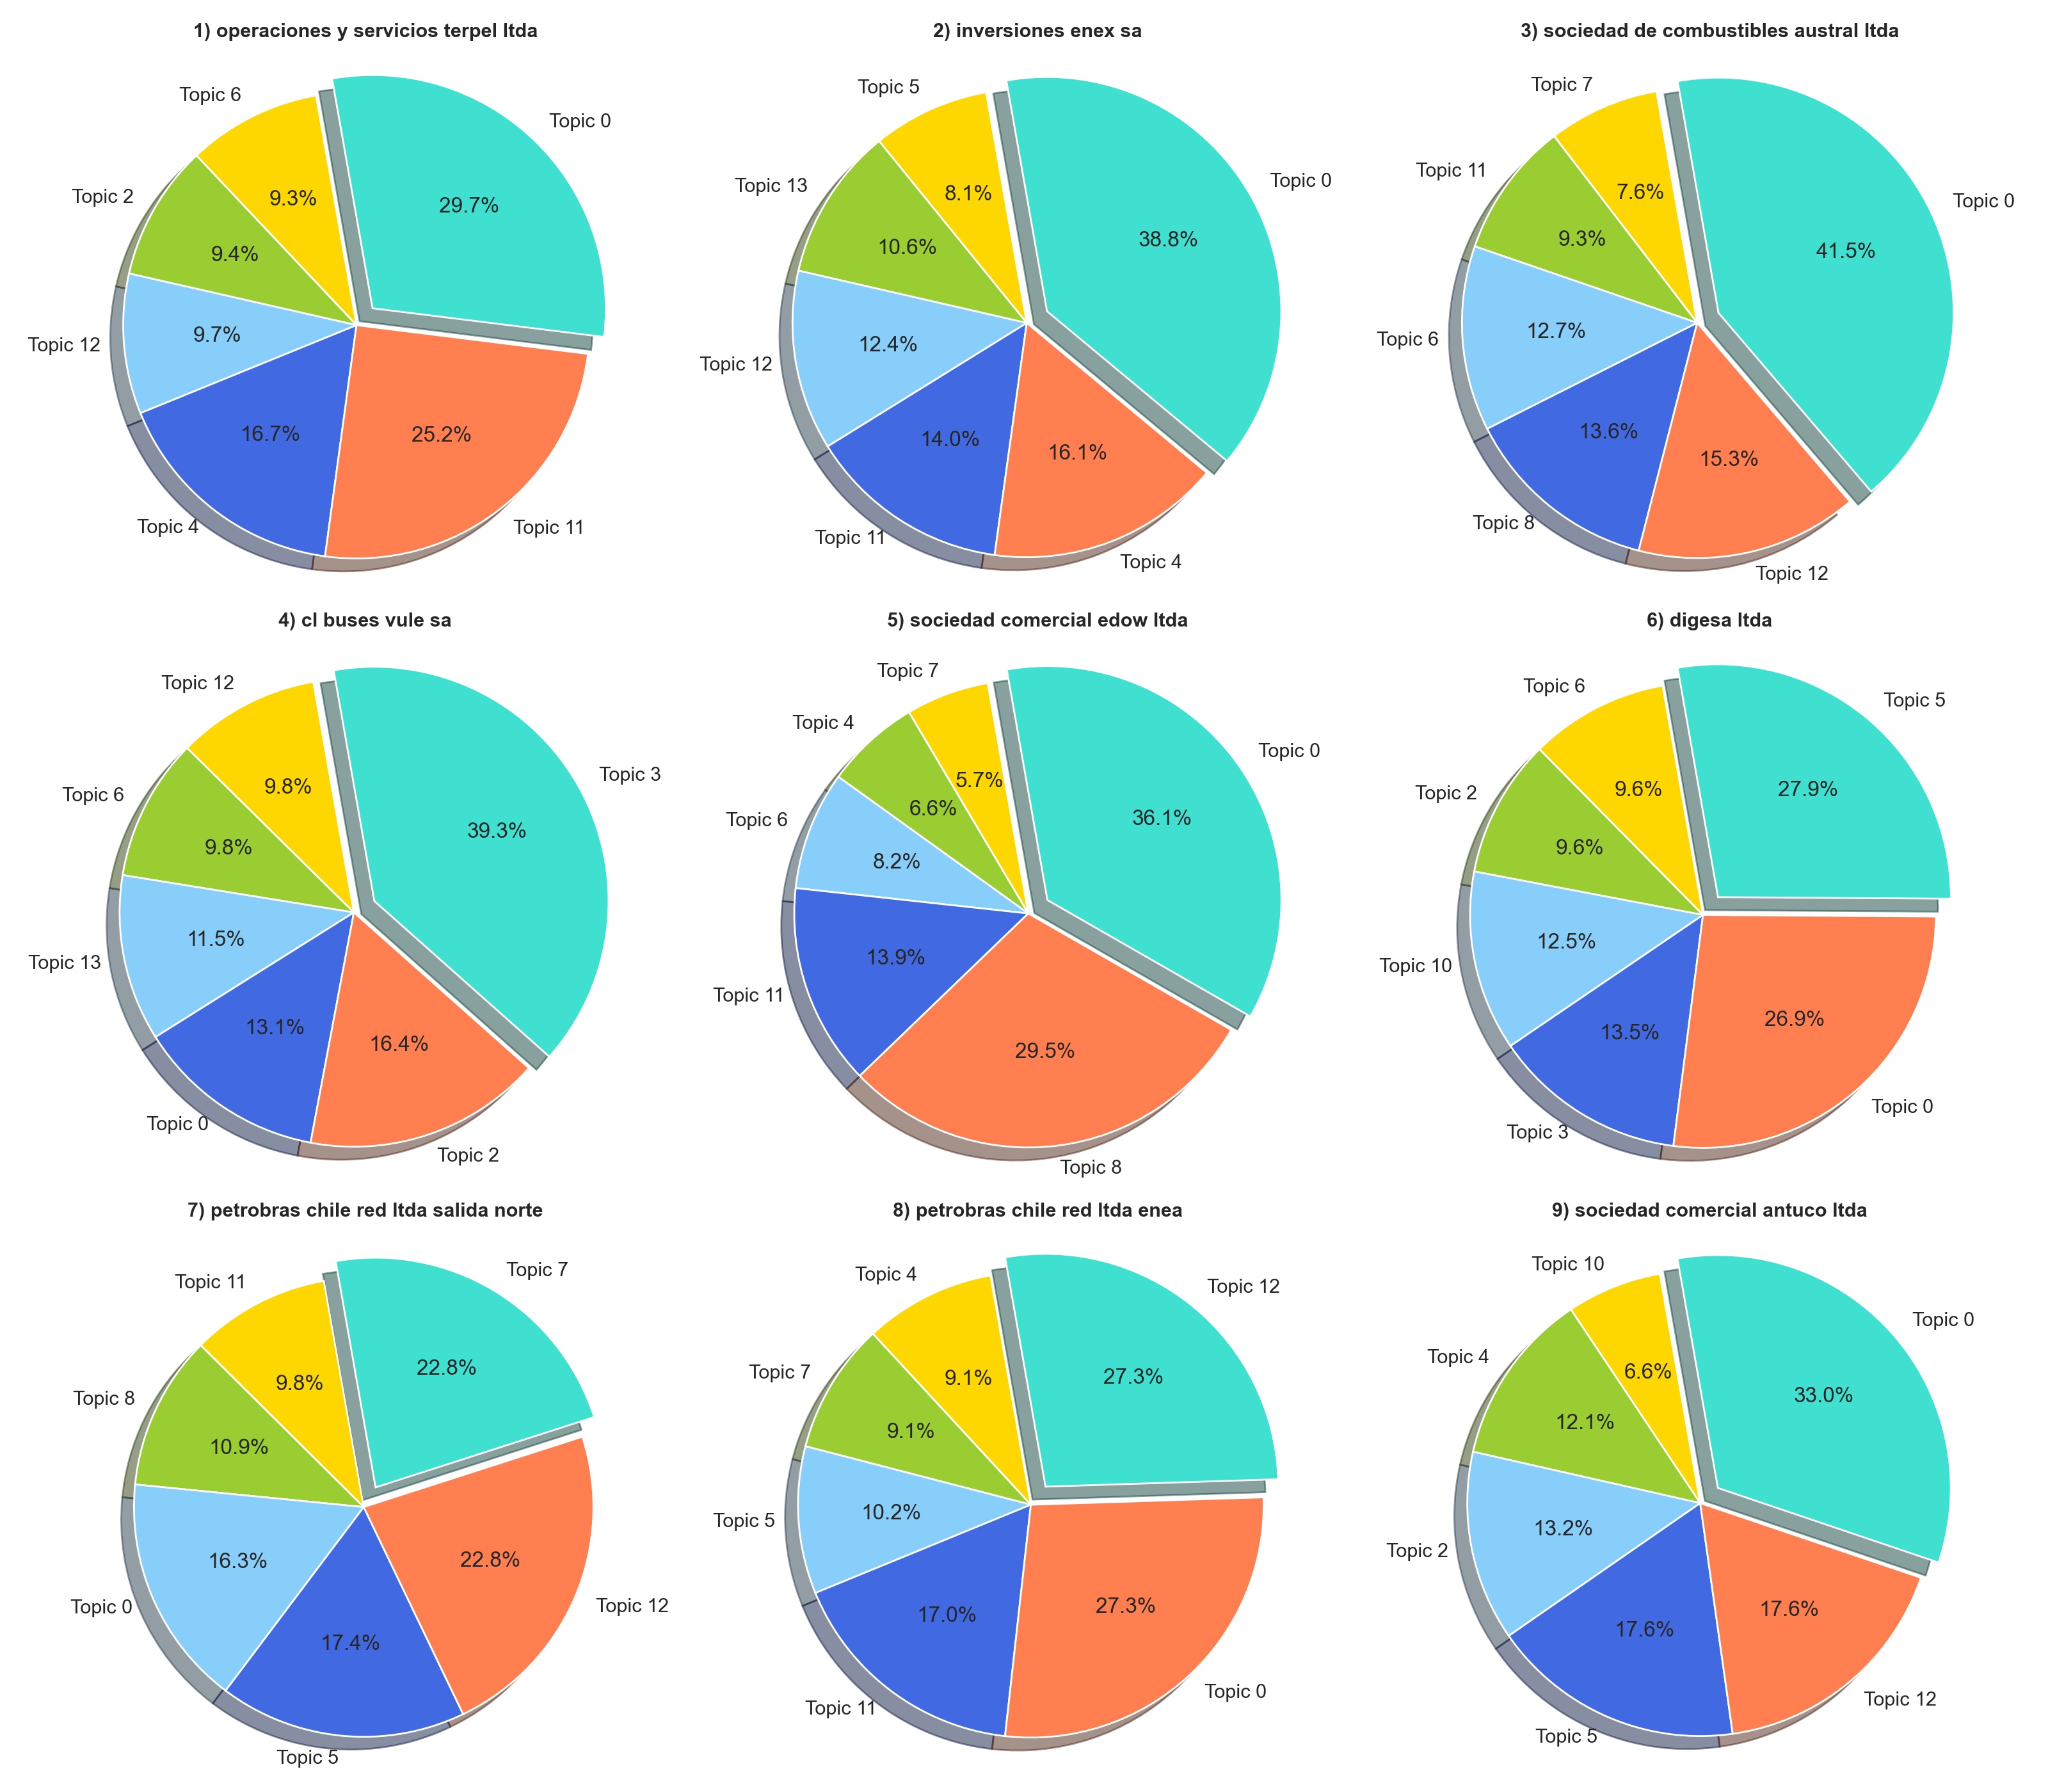 1) operaciones y servicios terpel ltda
Topic 0
29.7%
Topic 6
9.3%
Topic 2
9.4%
Topic 12
9.7%
Topic 4
16.7%
Topic 11
25.2%
2) inversiones enex sa
Topic 0
38.8%
Topic 5
8.1%
Topic 13
10.6%
Topic 12
12.4%
Topic 11
14.0%
Topic 4
16.1%
3) sociedad de combustibles austral ltda
Topic 0
41.5%
Topic 7
7.6%
Topic 11
9.3%
Topic 6
12.7%
Topic 8
13.6%
Topic 12
15.3%
4) cl buses vule sa
Topic 3
39.3%
Topic 12
9.8%
Topic 6
9.8%
Topic 13
11.5%
Topic 0
13.1%
Topic 2
16.4%
5) sociedad comercial edow ltda
Topic 0
36.1%
Topic 7
5.7%
Topic 4
6.6%
Topic 6
8.2%
Topic 11
13.9%
Topic 8
29.5%
6) digesa ltda
Topic 5
27.9%
Topic 6
9.6%
Topic 2
9.6%
Topic 10
12.5%
Topic 3
13.5%
Topic 0
26.9%
7) petrobras chile red ltda salida norte
Topic 7
22.8%
Topic 11
9.8%
Topic 8
10.9%
Topic 0
16.3%
Topic 5
17.4%
Topic 12
22.8%
8) petrobras chile red ltda enea
Topic 12
27.3%
Topic 4
9.1%
Topic 7
9.1%
Topic 5
10.2%
Topic 11
17.0%
Topic 0
27.3%
9) sociedad comercial antuco ltda
Topic 0
33.0%
Topic 10
6.6%
Topic 4
12.1%
Topic 2
13.2%
Topic 5
17.6%
Topic 12
17.6%